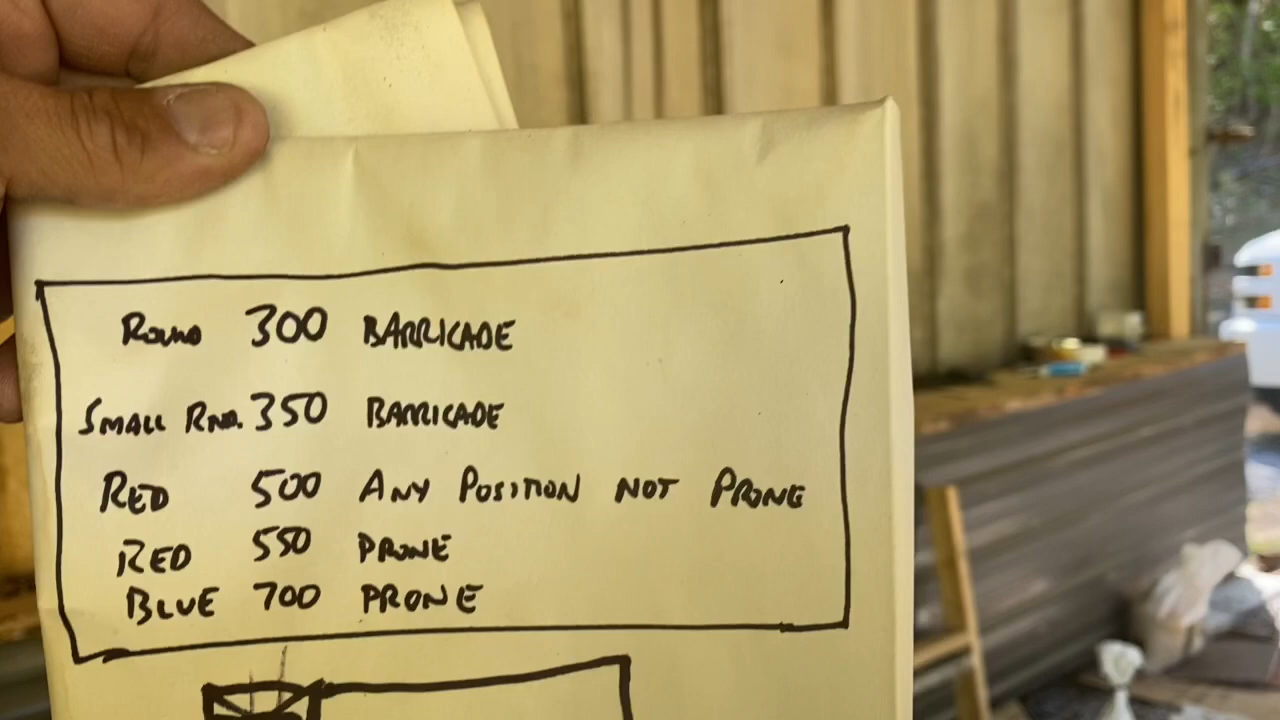 ROUND 300 BARRICADE
SMALL RND. 350 BARRICADE
RED 500 ANY POSITION NOT PRONE
RED 550 PRONE
BLUE 700 PRONE